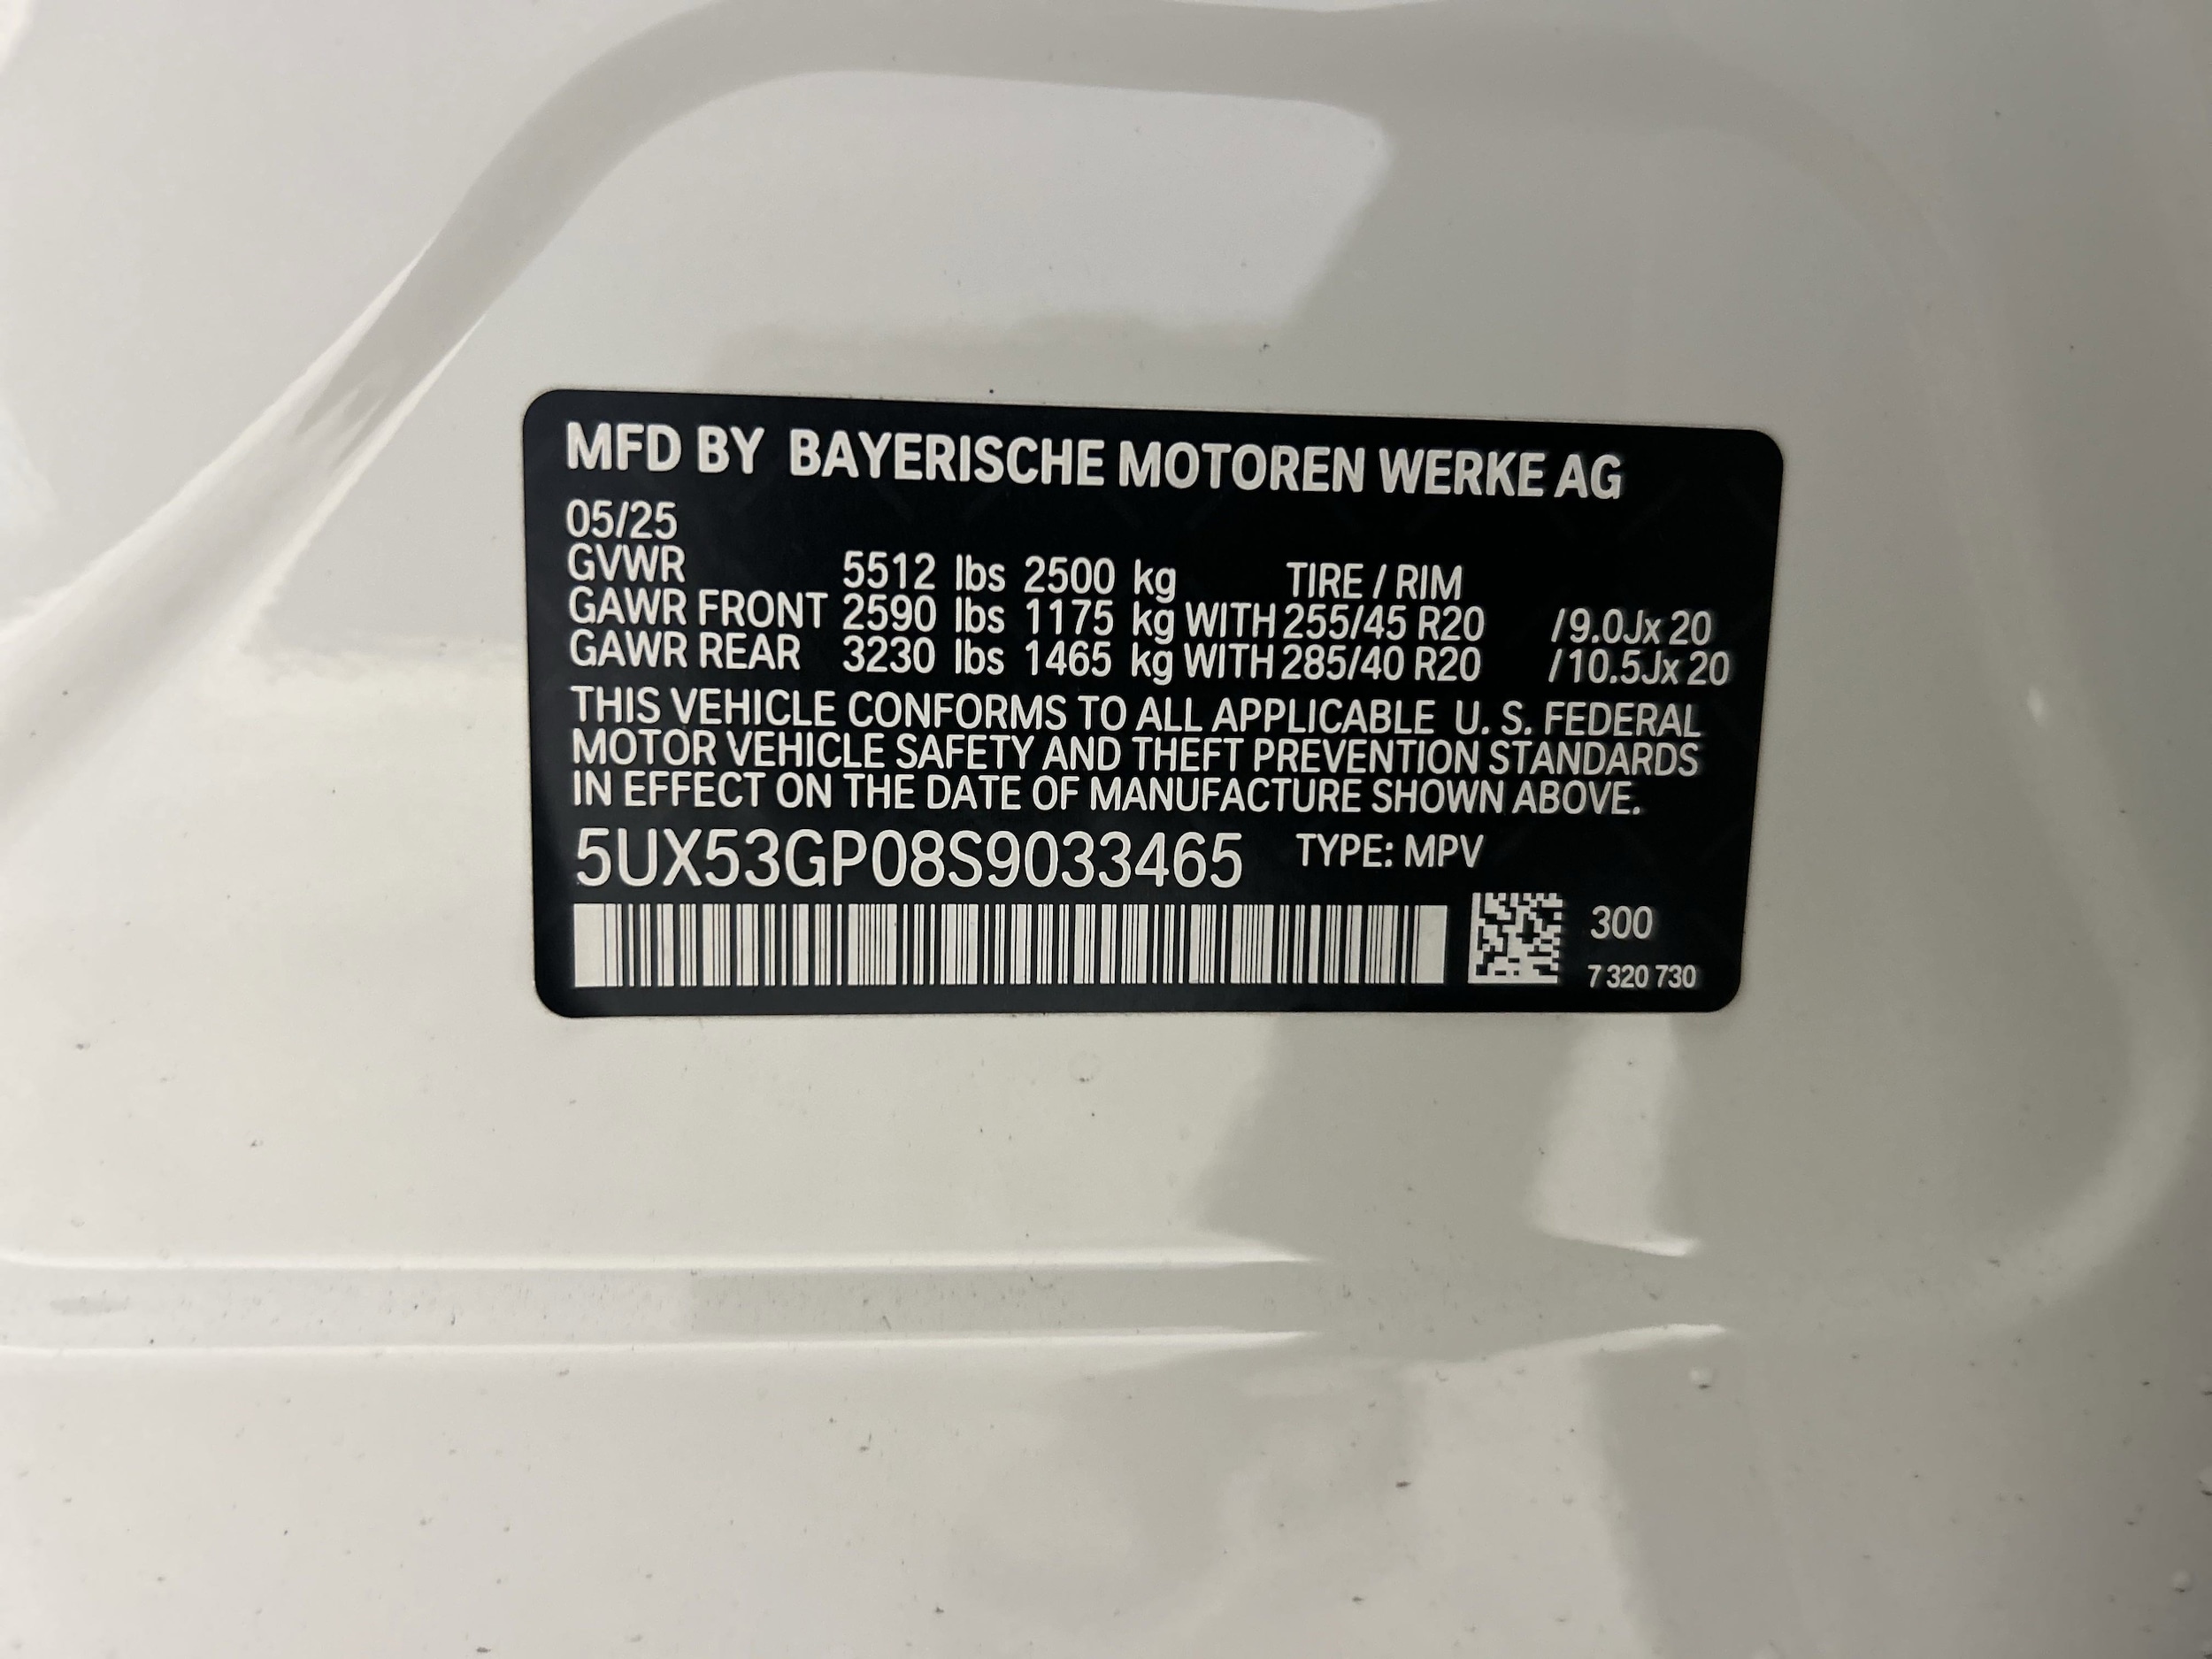 MFD BY BAYERISCHE MOTOREN WERKE AG
05/25
GVWR 5512 lbs 2500 kg TIRE / RIM
GAWR FRONT 2590 lbs 1175 kg WITH 255/45 R20 /9.0Jx 20
GAWR REAR 3230 lbs 1465 kg WITH 285/40 R20 /10.5Jx 20
THIS VEHICLE CONFORMS TO ALL APPLICABLE U. S. FEDERAL
MOTOR VEHICLE SAFETY AND THEFT PREVENTION STANDARDS
IN EFFECT ON THE DATE OF MANUFACTURE SHOWN ABOVE.
5UX53GP08S9033465 TYPE: MPV
300
7 320 730